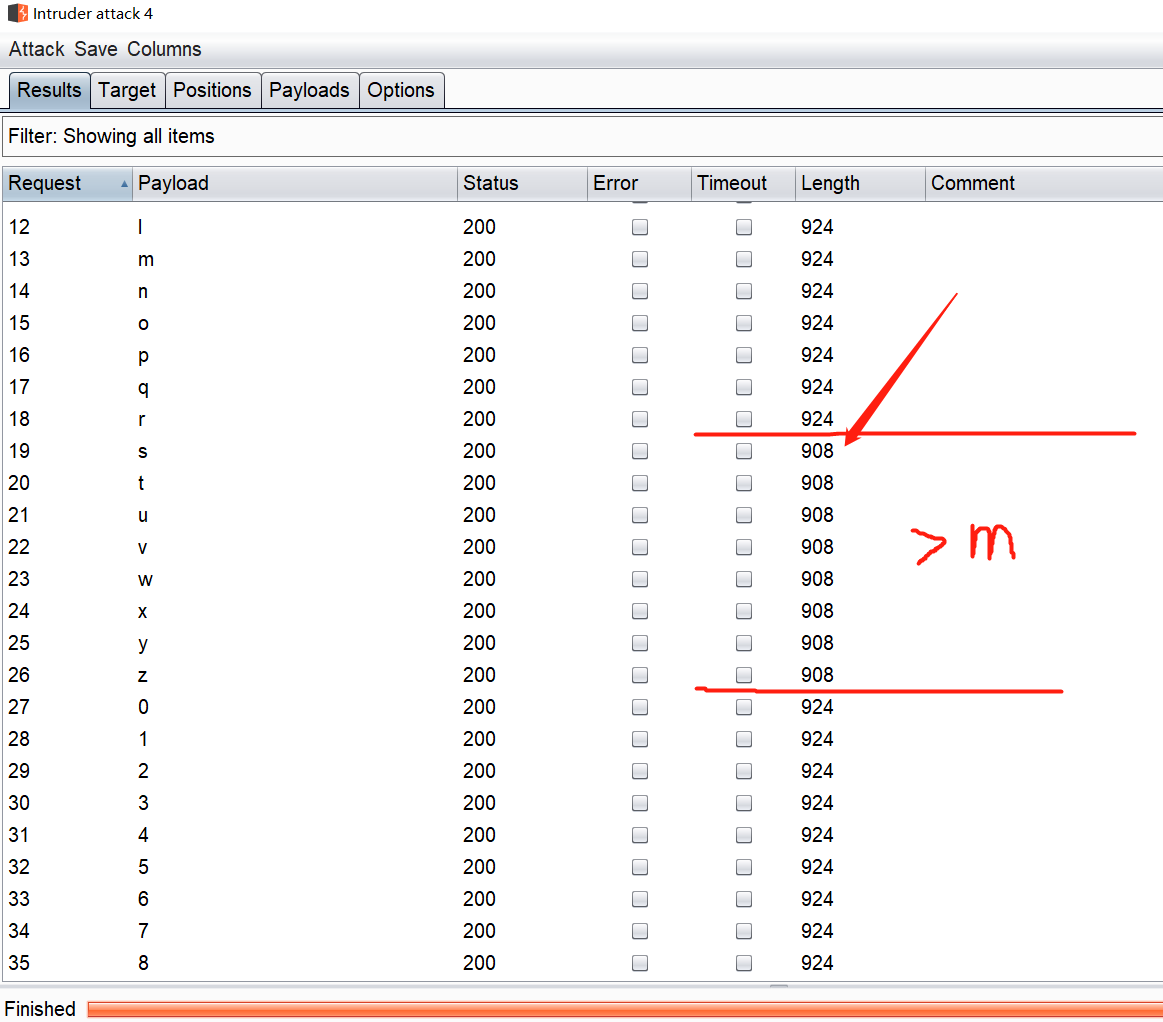 Intruder attack 4
Attack Save Columns
Results Target Positions Payloads Options
Filter: Showing all items
Request Payload Status Error Timeout Length Comment
12 l 200 924
13 m 200 924
14 n 200 924
15 o 200 924
16 p 200 924
17 q 200 924
18 r 200 924
19 s 200 908
20 t 200 908
21 u 200 908
22 v 200 908
> m
23 w 200 908
24 x 200 908
25 y 200 908
26 z 200 908
27 0 200 924
28 1 200 924
29 2 200 924
30 3 200 924
31 4 200 924
32 5 200 924
33 6 200 924
34 7 200 924
35 8 200 924
Finished